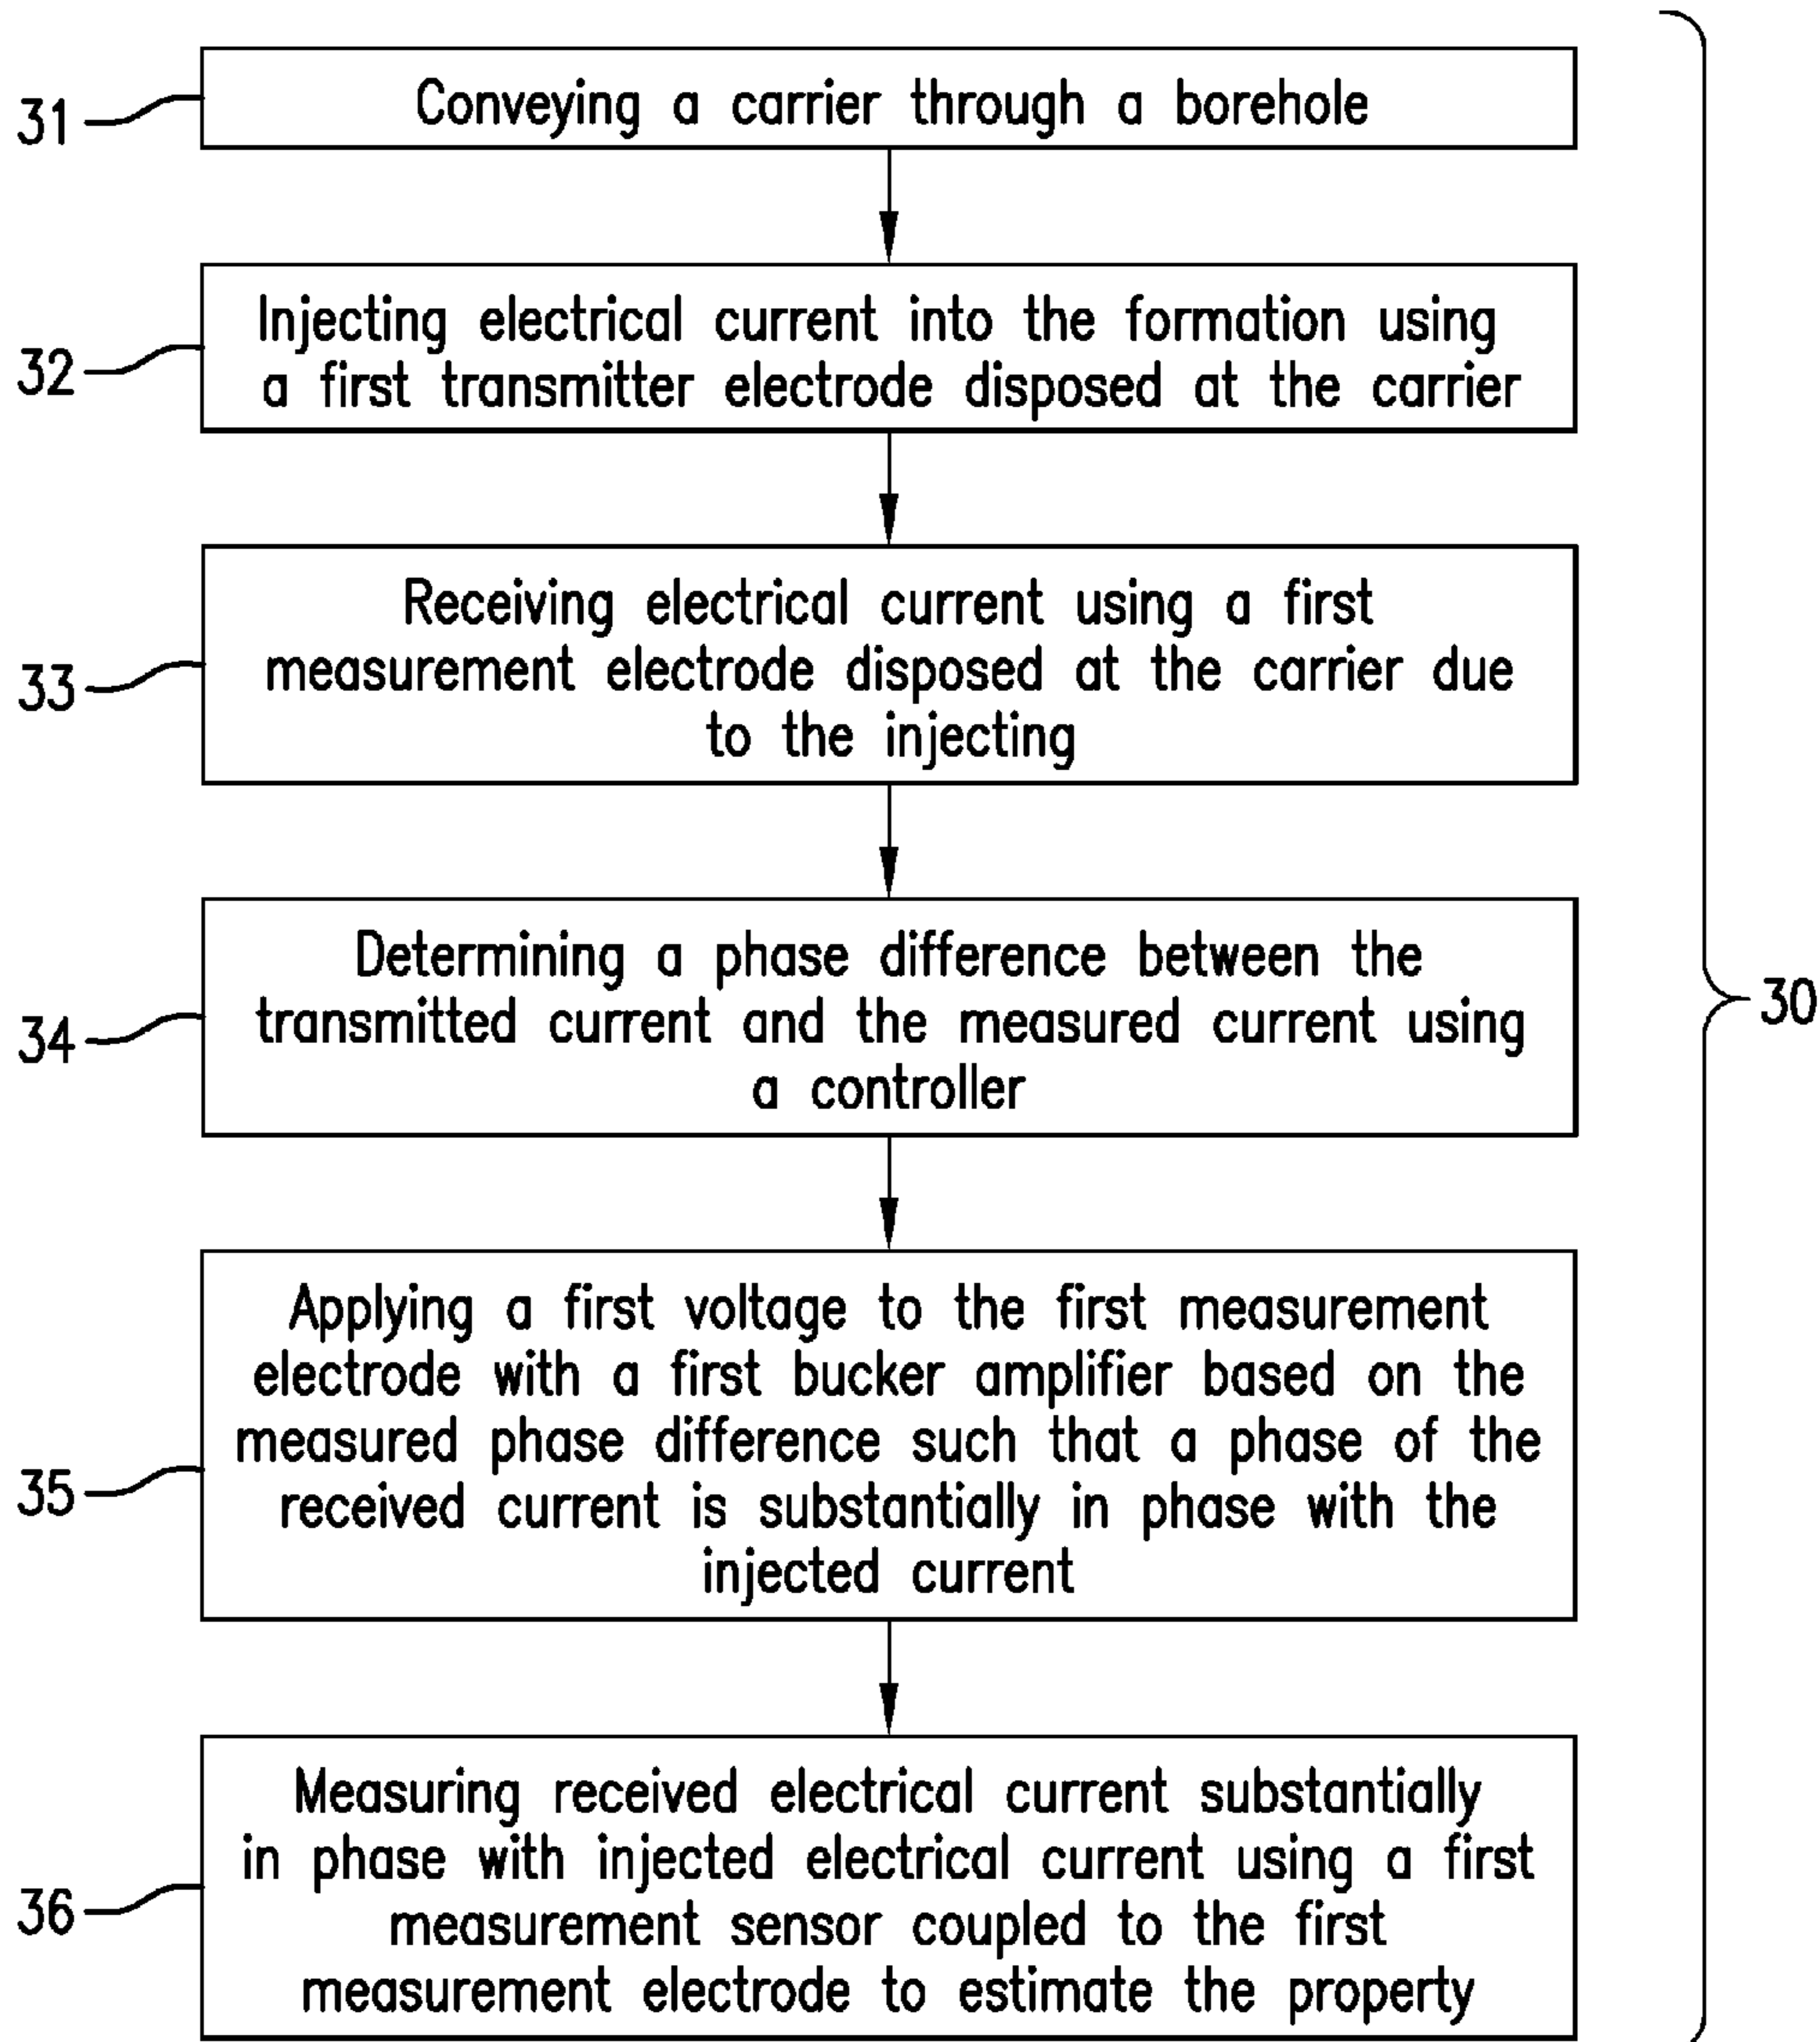 31
Conveying a carrier through a borehole
32
Injecting electrical current into the formation using
a first transmitter electrode disposed at the carrier
33
Receiving electrical current using a first
measurement electrode disposed at the carrier due
to the injecting
34
Determining a phase difference between the
transmitted current and the measured current using
a controller
30
35
Applying a first voltage to the first measurement
electrode with a first bucker amplifier based on the
measured phase difference such that a phase of the
received current is substantially in phase with the
injected current
36
Measuring received electrical current substantially
in phase with injected electrical current using a first
measurement sensor coupled to the first
measurement electrode to estimate the property